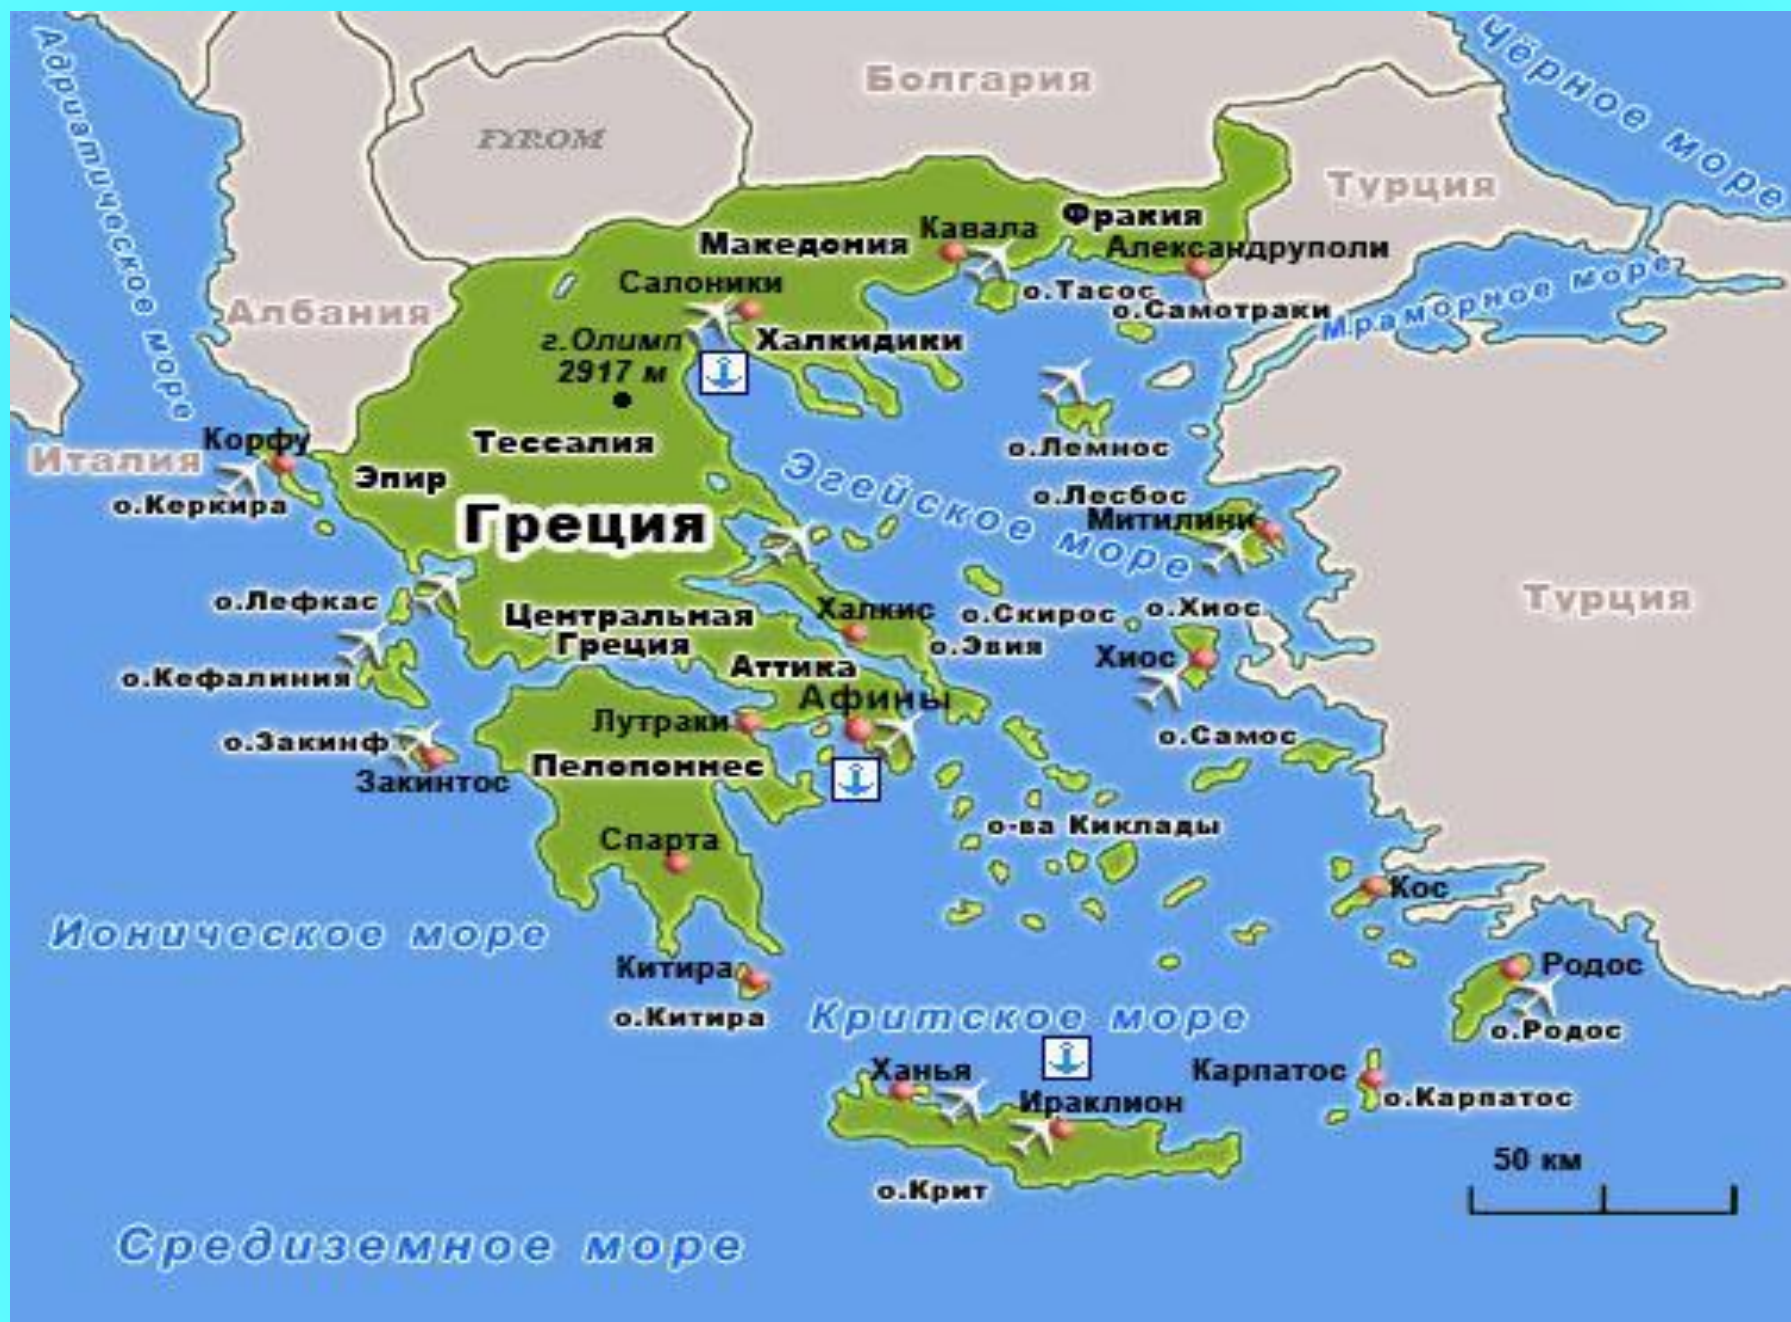 Адриатическое море
Чёрное море
Болгария
FYROM
Турция
Фракия
Кавала
Македония
Александруполи
Салоники
о.Тасос
о.Самотраки
Мраморное море
Албания
г.Олимп
2917 м
Халкидики
Корфу
Италия
Тессалия
о.Лемнос
Эпир
о.Керкира
Эгейское море
о.Лесбос
Митилини
Греция
о.Лефкас
Центральная
Греция
Халкис
о.Скирос
о.Хиос
Турция
о.Эвия
Хиос
Аттика
о.Кефалиния
Афины
Лутраки
о.Закинф
о.Самос
Закинтос
Пелопоннес
о-ва Киклады
Спарта
Кос
Ионическое море
Китира
Родос
о.Китира
Критское море
о.Родос
Ханья
Карпатос
Ираклион
о.Карпатос
50 км
о.Крит
Средиземное море